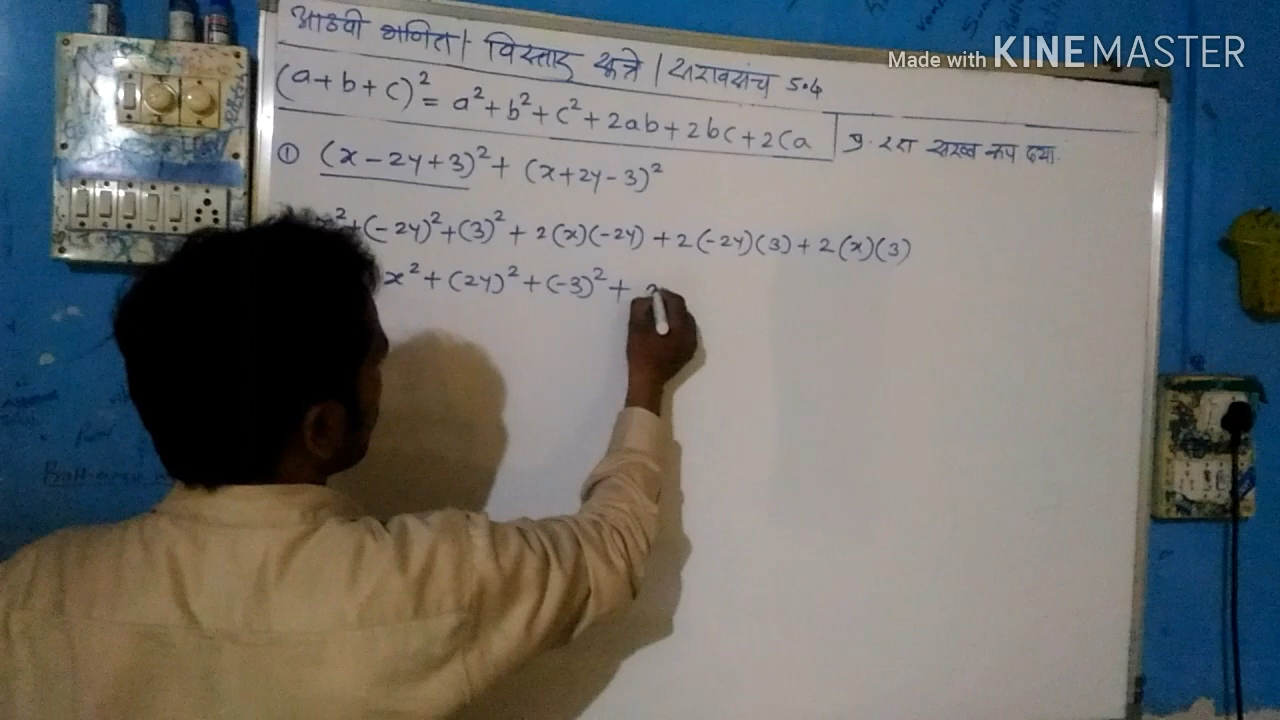 Made with KINEMASTER
आठवी गणित | विस्तार सूत्रे | सरावसंच 5.4
(a+b+c)² = a²+b²+c²+2ab+2bc+2ca
प्र. २रा सरळ रूप द्या.
① (x-2y+3)² + (x+2y-3)²
x²+(-2y)²+(3)²+2(x)(-2y)+2(-2y)(3)+2(x)(3)
x²+(2y)²+(-3)²+